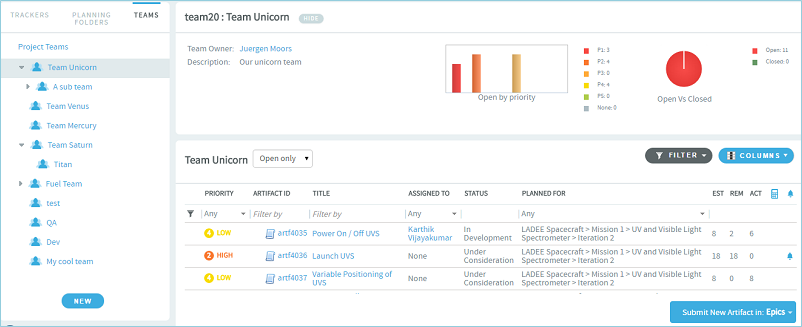 TRACKERS
PLANNING FOLDERS
TEAMS
Project Teams
Team Unicorn
A sub team
Team Venus
Team Mercury
Team Saturn
Titan
Fuel Team
test
QA
Dev
My cool team
NEW
team20 : Team Unicorn HIDE
Team Owner: Juergen Moors
Description: Our unicorn team
Open by priority
P1: 3
P2: 4
P3: 0
P4: 4
P5: 0
None: 0
Open Vs Closed
Open: 11
Closed: 0
Team Unicorn Open only FILTER COLUMNS
PRIORITY ARTIFACT ID TITLE ASSIGNED TO STATUS PLANNED FOR EST REM ACT
Any Filter by Filter by Any Any
4 LOW artf4035 Power On / Off UVS Karthik Vijayakumar In Development LADEE Spacecraft > Mission 1 > UV and Visible Light Spectrometer > Iteration 2 8 2 6
2 HIGH artf4036 Launch UVS None Under Consideration LADEE Spacecraft > Mission 1 > UV and Visible Light Spectrometer > Iteration 2 18 18 0
4 LOW artf4037 Variable Positioning of UVS None Under Consideration LADEE Spacecraft > Mission 1 > UV and Visible Light Spectrometer > Iteration 2 8 0 8
Submit New Artifact in: Epics